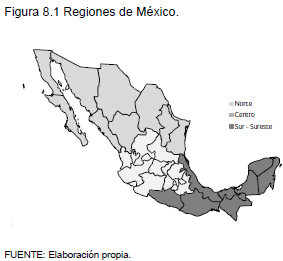 Figura 8.1 Regiones de México.
Norte
Centro
Sur - Sureste
FUENTE: Elaboración propia.